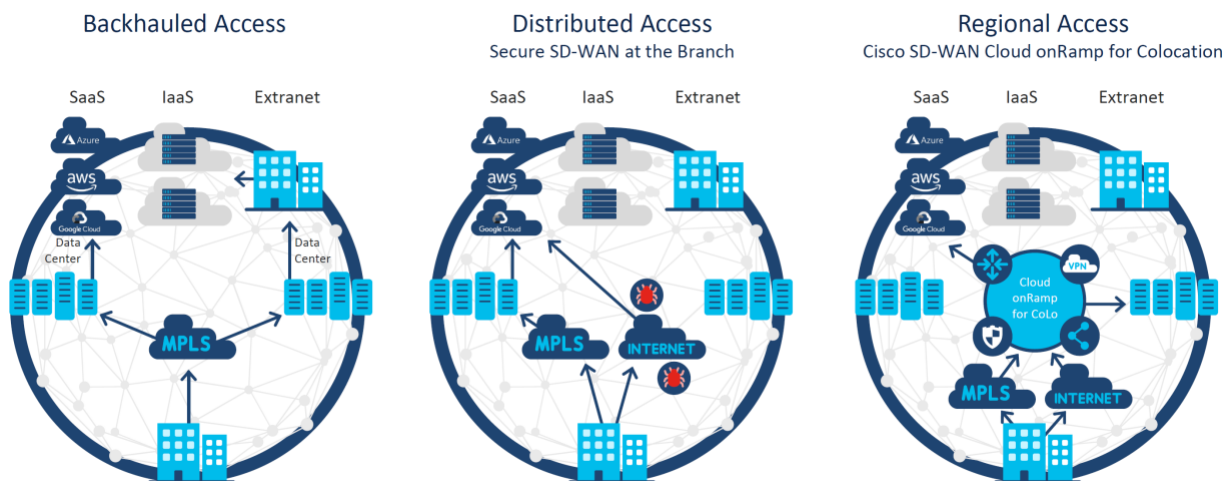 Backhauled Access
SaaS
IaaS
Extranet
Azure
aws
Google Cloud
Data
Center
Data
Center
MPLS
Distributed Access
Secure SD-WAN at the Branch
SaaS
IaaS
Extranet
Azure
aws
Google Cloud
MPLS
INTERNET
Regional Access
Cisco SD-WAN Cloud onRamp for Colocation
SaaS
IaaS
Extranet
Azure
aws
Google Cloud
VPN
Cloud
onRamp
for CoLo
MPLS
INTERNET